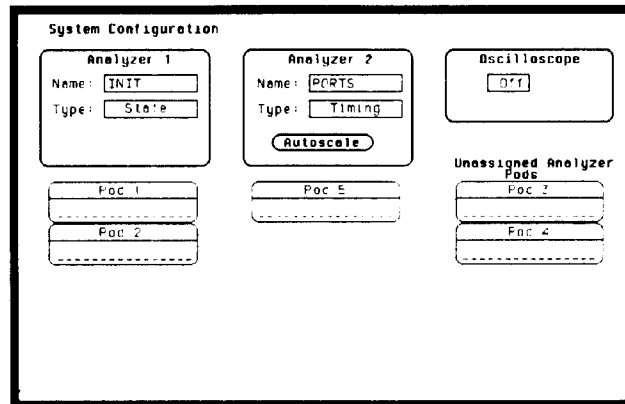 System Configuration
Analyzer 1
Name: INIT
Type: State
Analyzer 2
Name: PORTS
Type: Timing
Autoscale
Oscilloscope
Off
Unassigned Analyzer
Pods
Pod 1
Pod 2
Pod 5
Pod 3
Pod 4